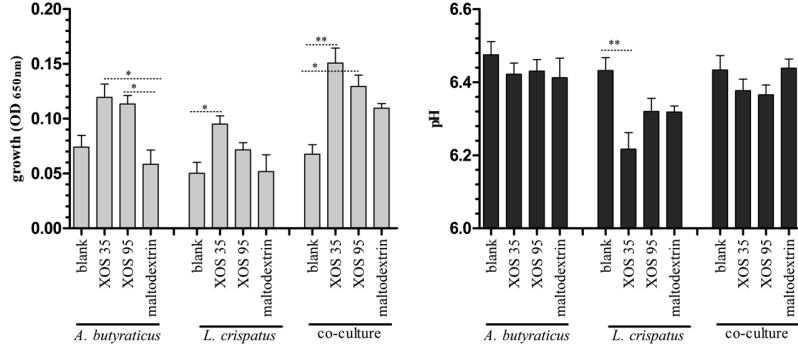 growth (OD 650nm)
0.20
0.15
0.10
0.05
0.00
* * * ** *
blank XOS 35 XOS 95 maltodextrin blank XOS 35 XOS 95 maltodextrin blank XOS 35 XOS 95 maltodextrin
A. butyraticus L. crispatus co-culture
pH
6.6
6.4
6.2
6.0
**
blank XOS 35 XOS 95 maltodextrin blank XOS 35 XOS 95 maltodextrin blank XOS 35 XOS 95 maltodextrin
A. butyraticus L. crispatus co-culture